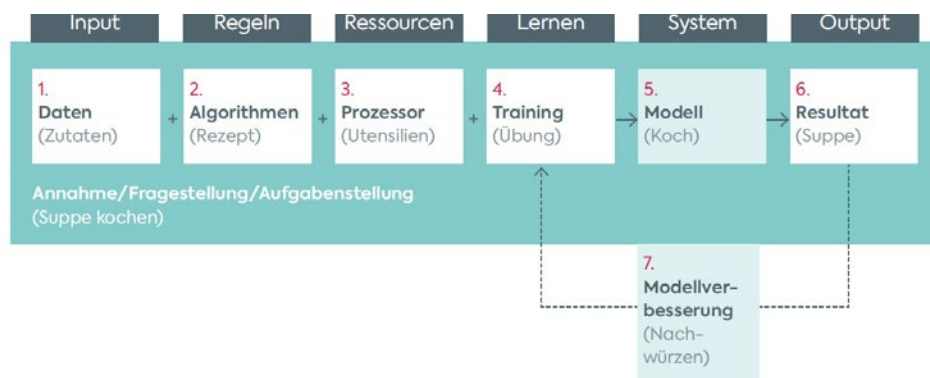 Input
Regeln
Ressourcen
Lernen
System
Output
1.
Daten
(Zutaten)
+
2.
Algorithmen
(Rezept)
+
3.
Prozessor
(Utensilien)
+
4.
Training
(Übung)
5.
Modell
(Koch)
6.
Resultat
(Suppe)
Annahme/Fragestellung/Aufgabenstellung
(Suppe kochen)
7.
Modellver-
besserung
(Nach-
würzen)